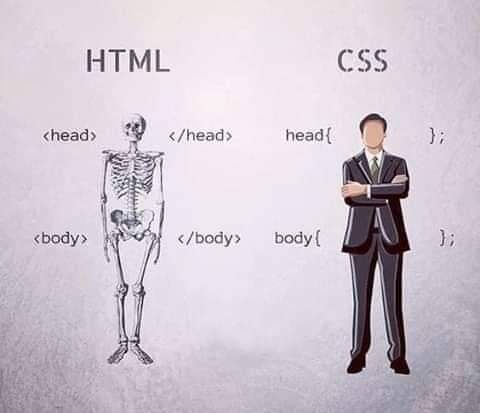 HTML
<head> </head>
<body> </body>
CSS
head{ };
body{ };